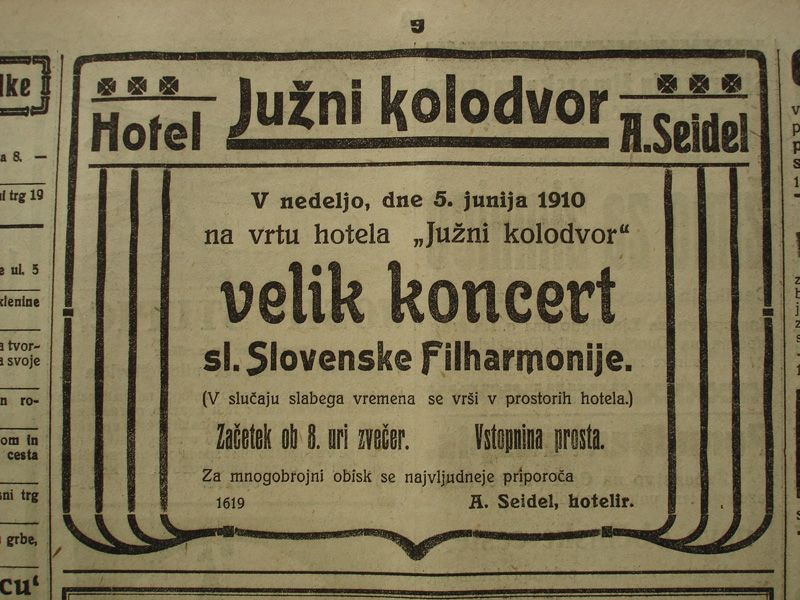 9
Hotel Južni kolodvor A. Seidel
V nedeljo, dne 5. junija 1910
na vrtu hotela „Južni kolodvor“
velik koncert
sl. Slovenske Filharmonije.
(V slučaju slabega vremena se vrši v prostorih hotela.)
Začetek ob 8. uri zvečer. Vstopnina prosta.
Za mnogobrojni obisk se najvljudneje priporoča
1619 A. Seidel, hotelir.
lke
a 8. —
ul trg 19
e ul. 5
klenine
a tvor-
a svoje
n ro-
om in
cesta
sni trg
grbe,
cu‘